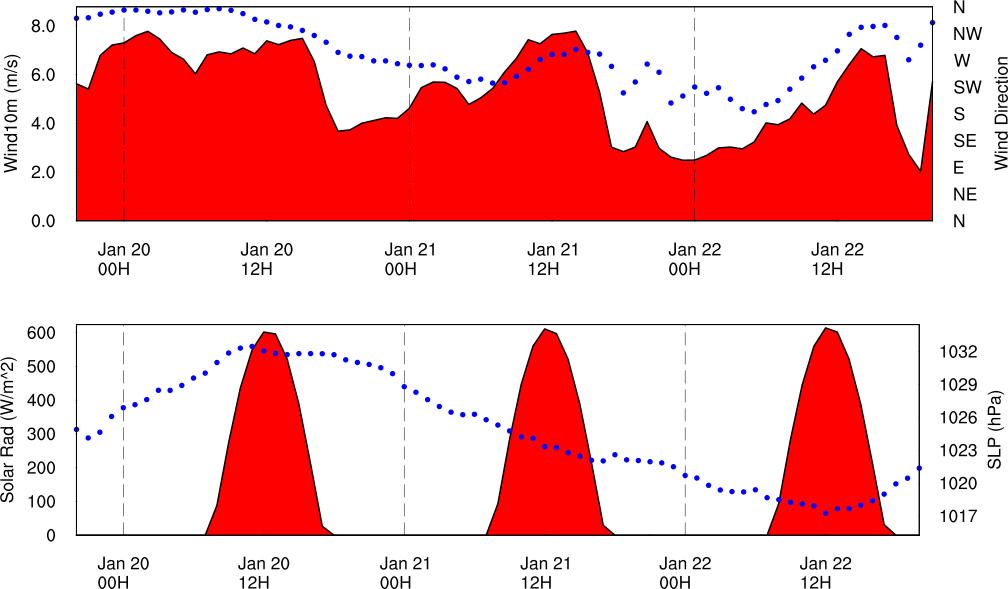 Wind10m (m/s)
8.0
6.0
4.0
2.0
0.0
N
NW
W
SW
S
SE
E
NE
N
Wind Direction
Jan 20 Jan 20 Jan 21 Jan 21 Jan 22 Jan 22
00H 12H 00H 12H 00H 12H
Solar Rad (W/m^2)
600
500
400
300
200
100
0
1032
1029
1026
1023
1020
1017
SLP (hPa)
Jan 20 Jan 20 Jan 21 Jan 21 Jan 22 Jan 22
00H 12H 00H 12H 00H 12H